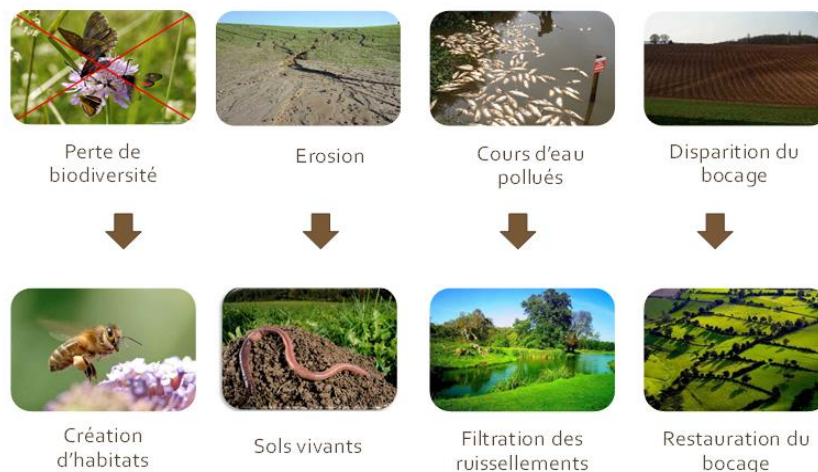 Perte de
biodiversité
Erosion
Cours d'eau
pollués
Disparition du
bocage
Création
d'habitats
Sols vivants
Filtration des
ruissellements
Restauration du
bocage